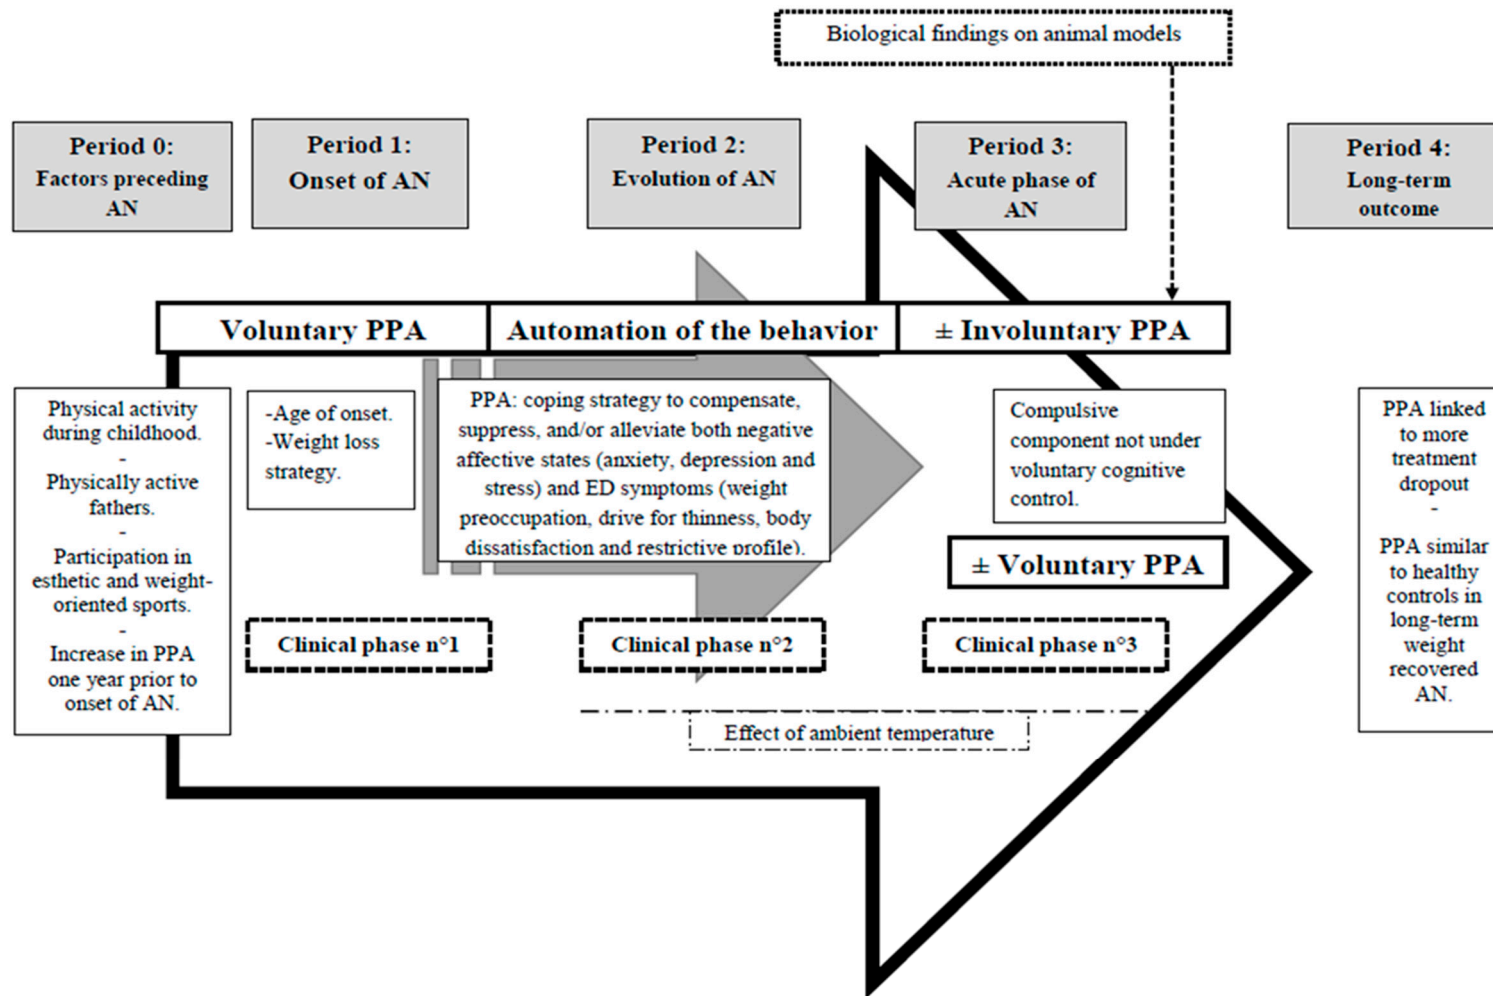 Biological findings on animal models
Period 0:
Factors preceding
AN
Period 1:
Onset of AN
Period 2:
Evolution of AN
Period 3:
Acute phase of
AN
Period 4:
Long-term
outcome
Voluntary PPA
Automation of the behavior
± Involuntary PPA
Physical activity
during childhood.
-
Physically active
fathers.
-
Participation in
esthetic and weight-
oriented sports.
-
Increase in PPA
one year prior to
onset of AN.
-Age of onset.
-Weight loss
strategy.
PPA: coping strategy to compensate,
suppress, and/or alleviate both negative
affective states (anxiety, depression and
stress) and ED symptoms (weight
preoccupation, drive for thinness, body
dissatisfaction and restrictive profile).
Compulsive
component not under
voluntary cognitive
control.
± Voluntary PPA
PPA linked
to more
treatment
dropout
-
PPA similar
to healthy
controls in
long-term
weight
recovered
AN.
Clinical phase n°1
Clinical phase n°2
Clinical phase n°3
Effect of ambient temperature